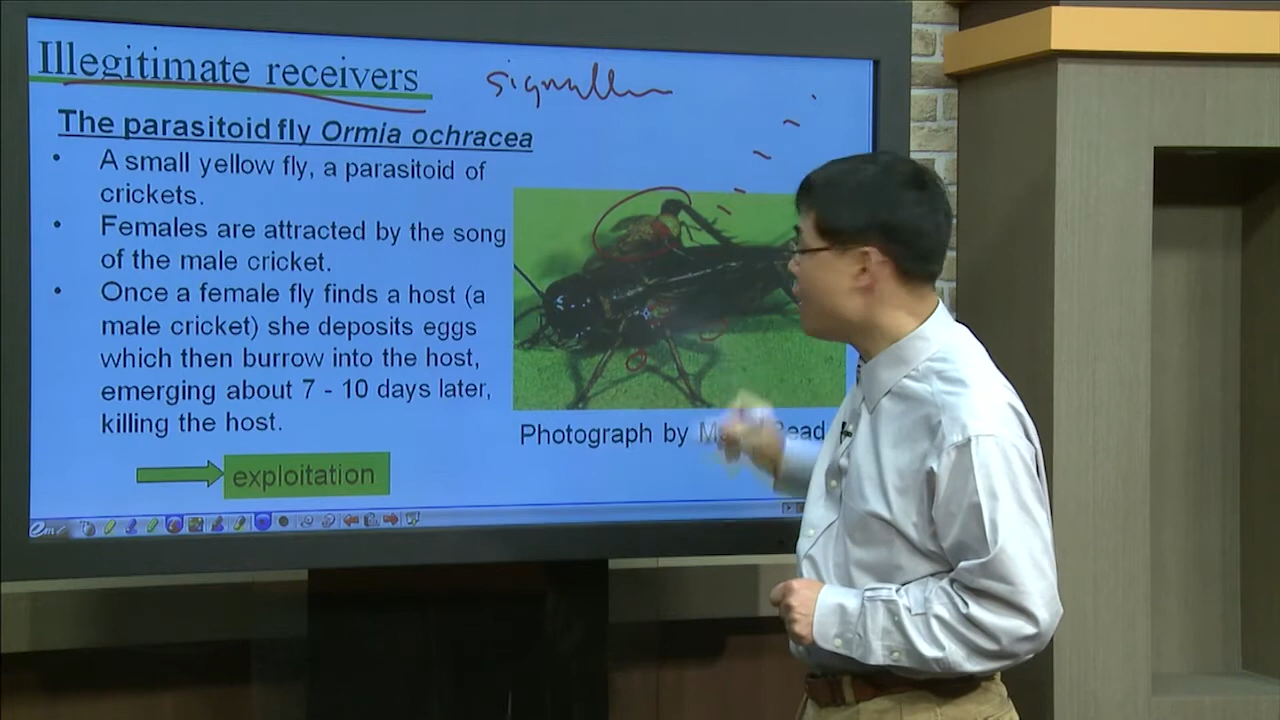 Illegitimate receivers
The parasitoid fly Ormia ochracea
• A small yellow fly, a parasitoid of
crickets.
• Females are attracted by the song
of the male cricket.
• Once a female fly finds a host (a
male cricket) she deposits eggs
which then burrow into the host,
emerging about 7 - 10 days later,
killing the host.
exploitation
Photograph by